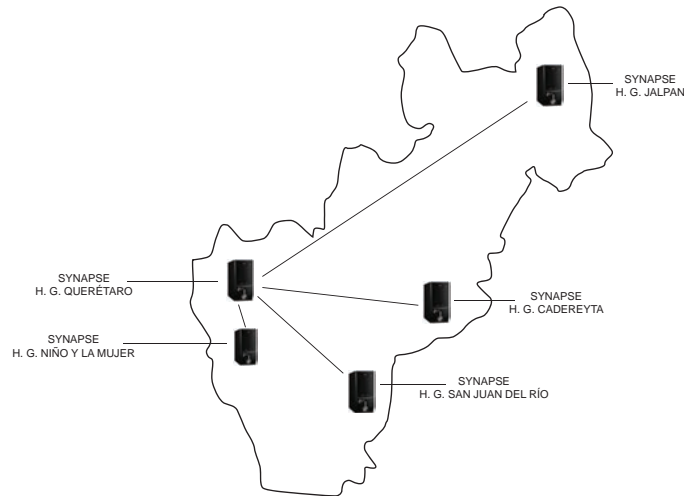 SYNAPSE
H. G. JALPAN
SYNAPSE
H. G. QUERÉTARO
SYNAPSE
H. G. CADEREYTA
SYNAPSE
H. G. NIÑO Y LA MUJER
SYNAPSE
H. G. SAN JUAN DEL RÍO